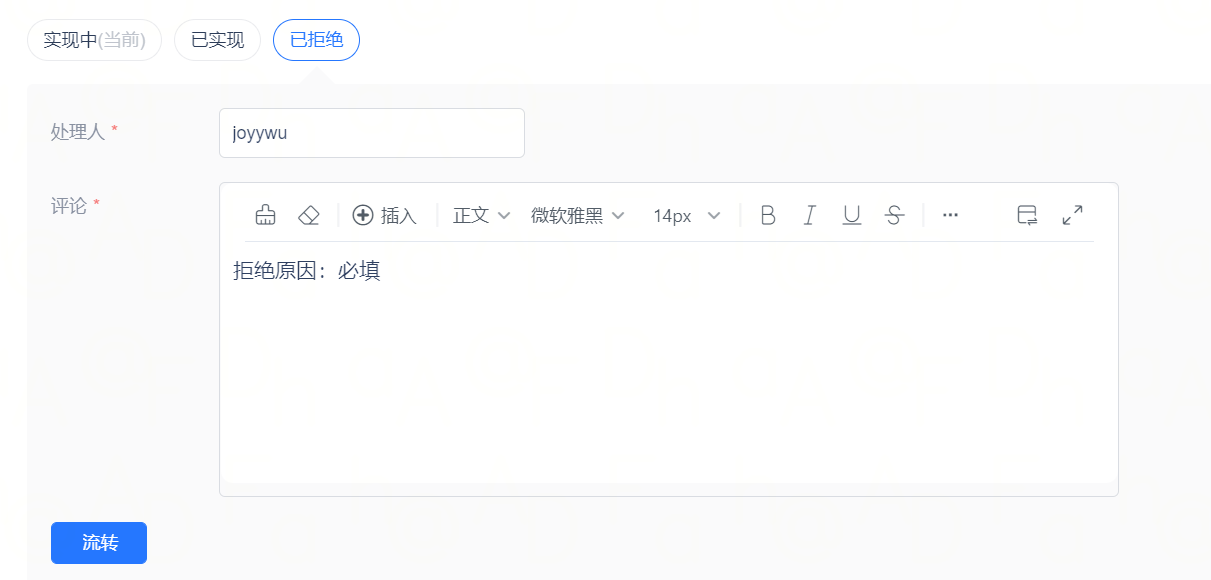 实现中(当前) 已实现 已拒绝
处理人 * joyywu
评论 * 插入 正文 微软雅黑 14px B I U S ···
拒绝原因：必填
流转